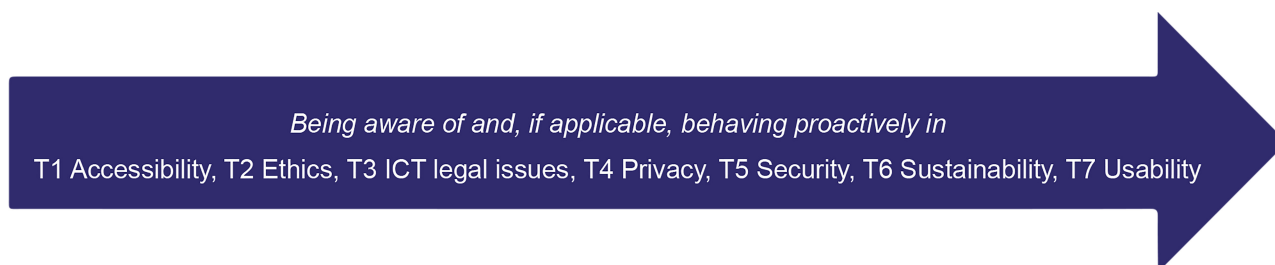 Being aware of and, if applicable, behaving proactively in
T1 Accessibility, T2 Ethics, T3 ICT legal issues, T4 Privacy, T5 Security, T6 Sustainability, T7 Usability